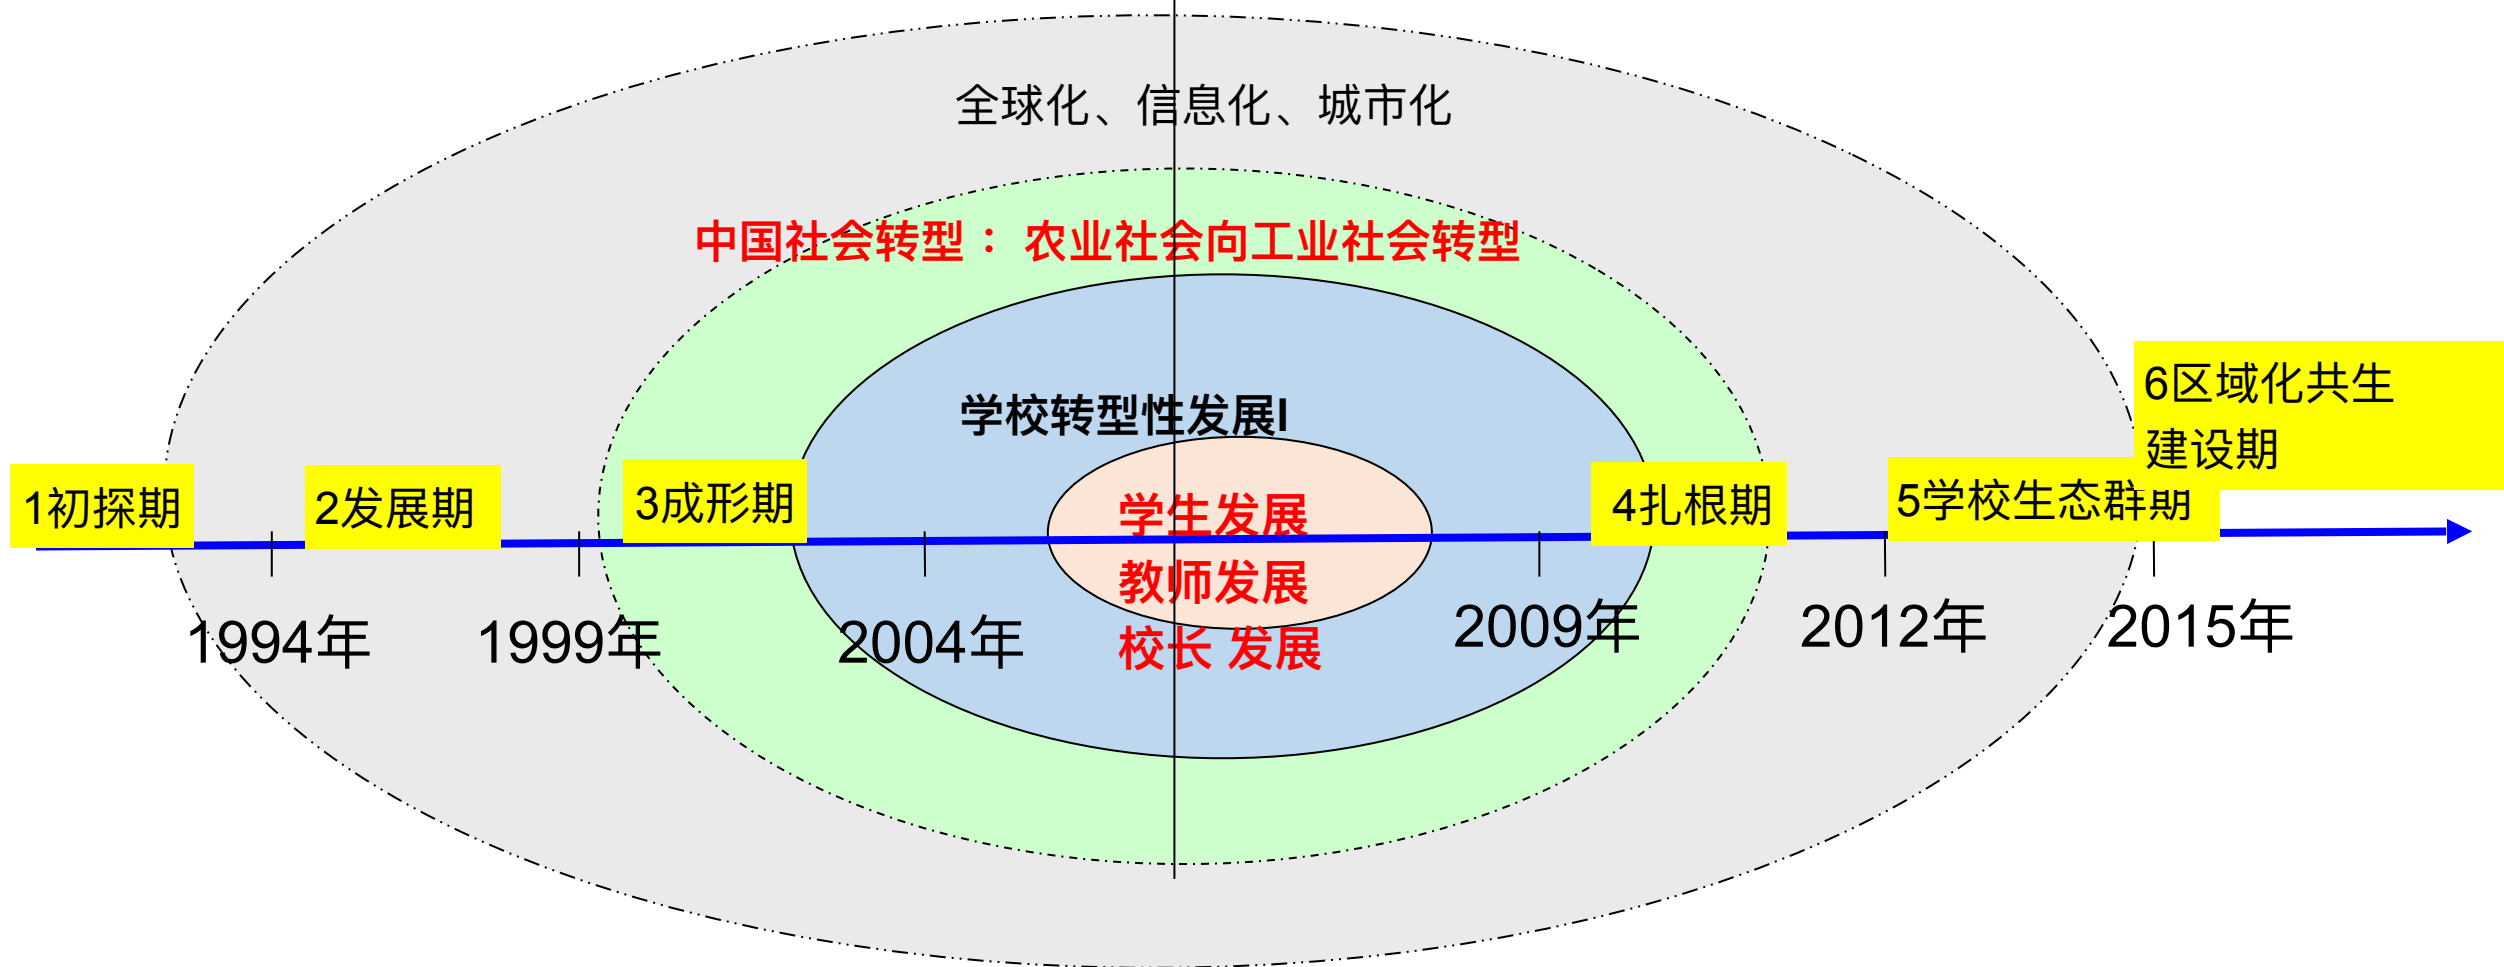 全球化、信息化、城市化
中国社会转型：农业社会向工业社会转型
学校转型性发展I
6区域化共生
建设期
1初探期
2发展期
3成形期
4扎根期
5学校生态群期
学生发展
教师发展
校长 发展
1994年
1999年
2004年
2009年
2012年
2015年